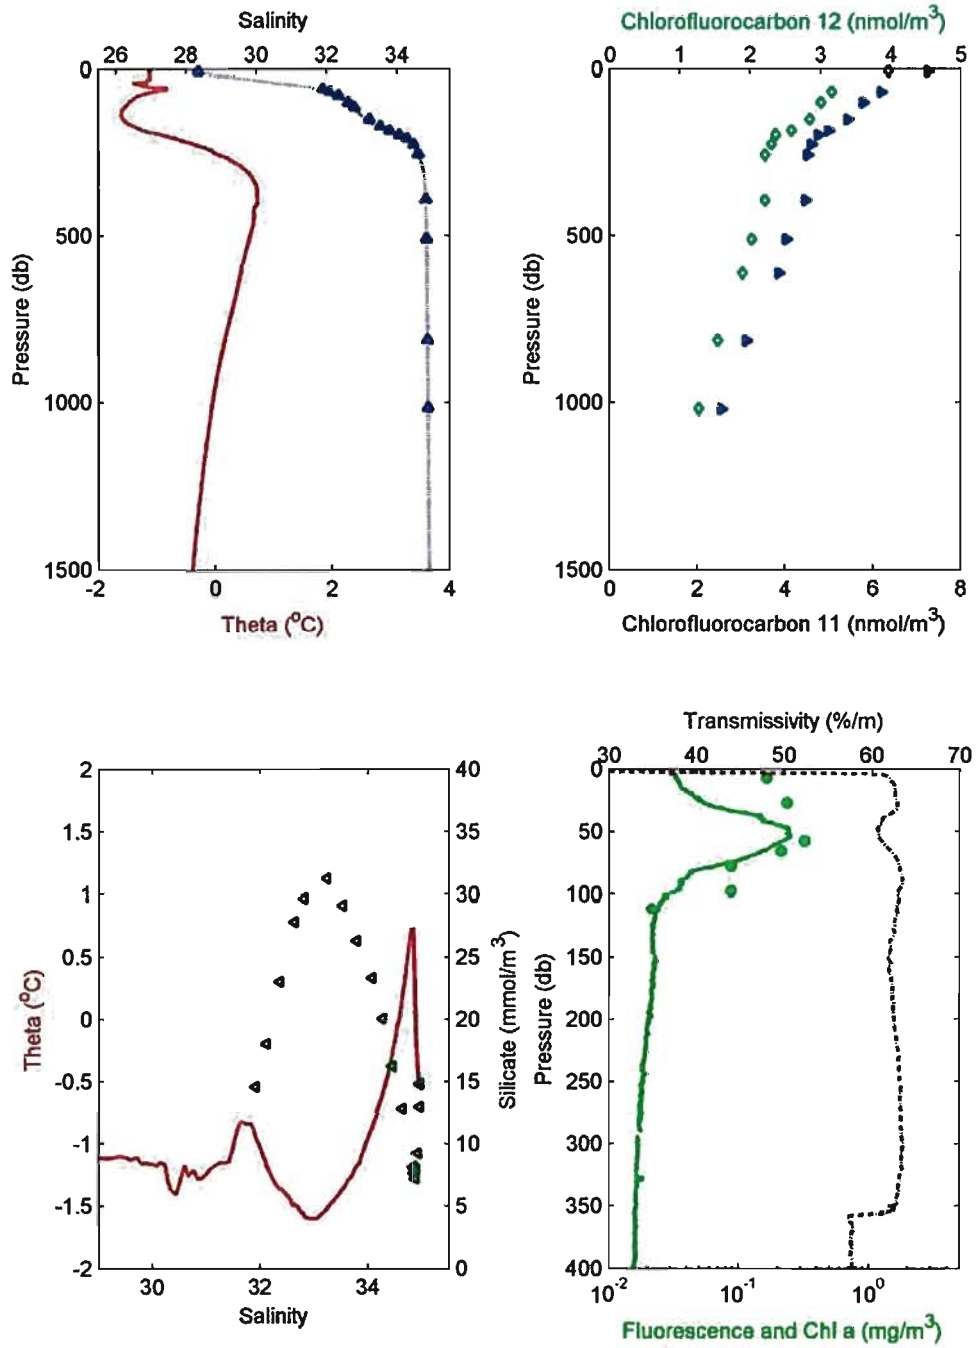 Salinity
26 28 30 32 34
0
500
1000
1500
Pressure (db)
-2 0 2 4
Theta (°C)
Chlorofluorocarbon 12 (nmol/m³)
0 1 2 3 4 5
0
500
1000
1500
Pressure (db)
0 2 4 6 8
Chlorofluorocarbon 11 (nmol/m³)
2
1.5
1
0.5
0
-0.5
-1
-1.5
-2
Theta (°C)
40
35
30
25
20
15
10
5
0
Silicate (mmol/m³)
30 32 34
Salinity
Transmissivity (%/m)
30 40 50 60 70
0
50
100
150
200
250
300
350
400
Pressure (db)
10⁻² 10⁻¹ 10⁰
Fluorescence and Chl a (mg/m³)